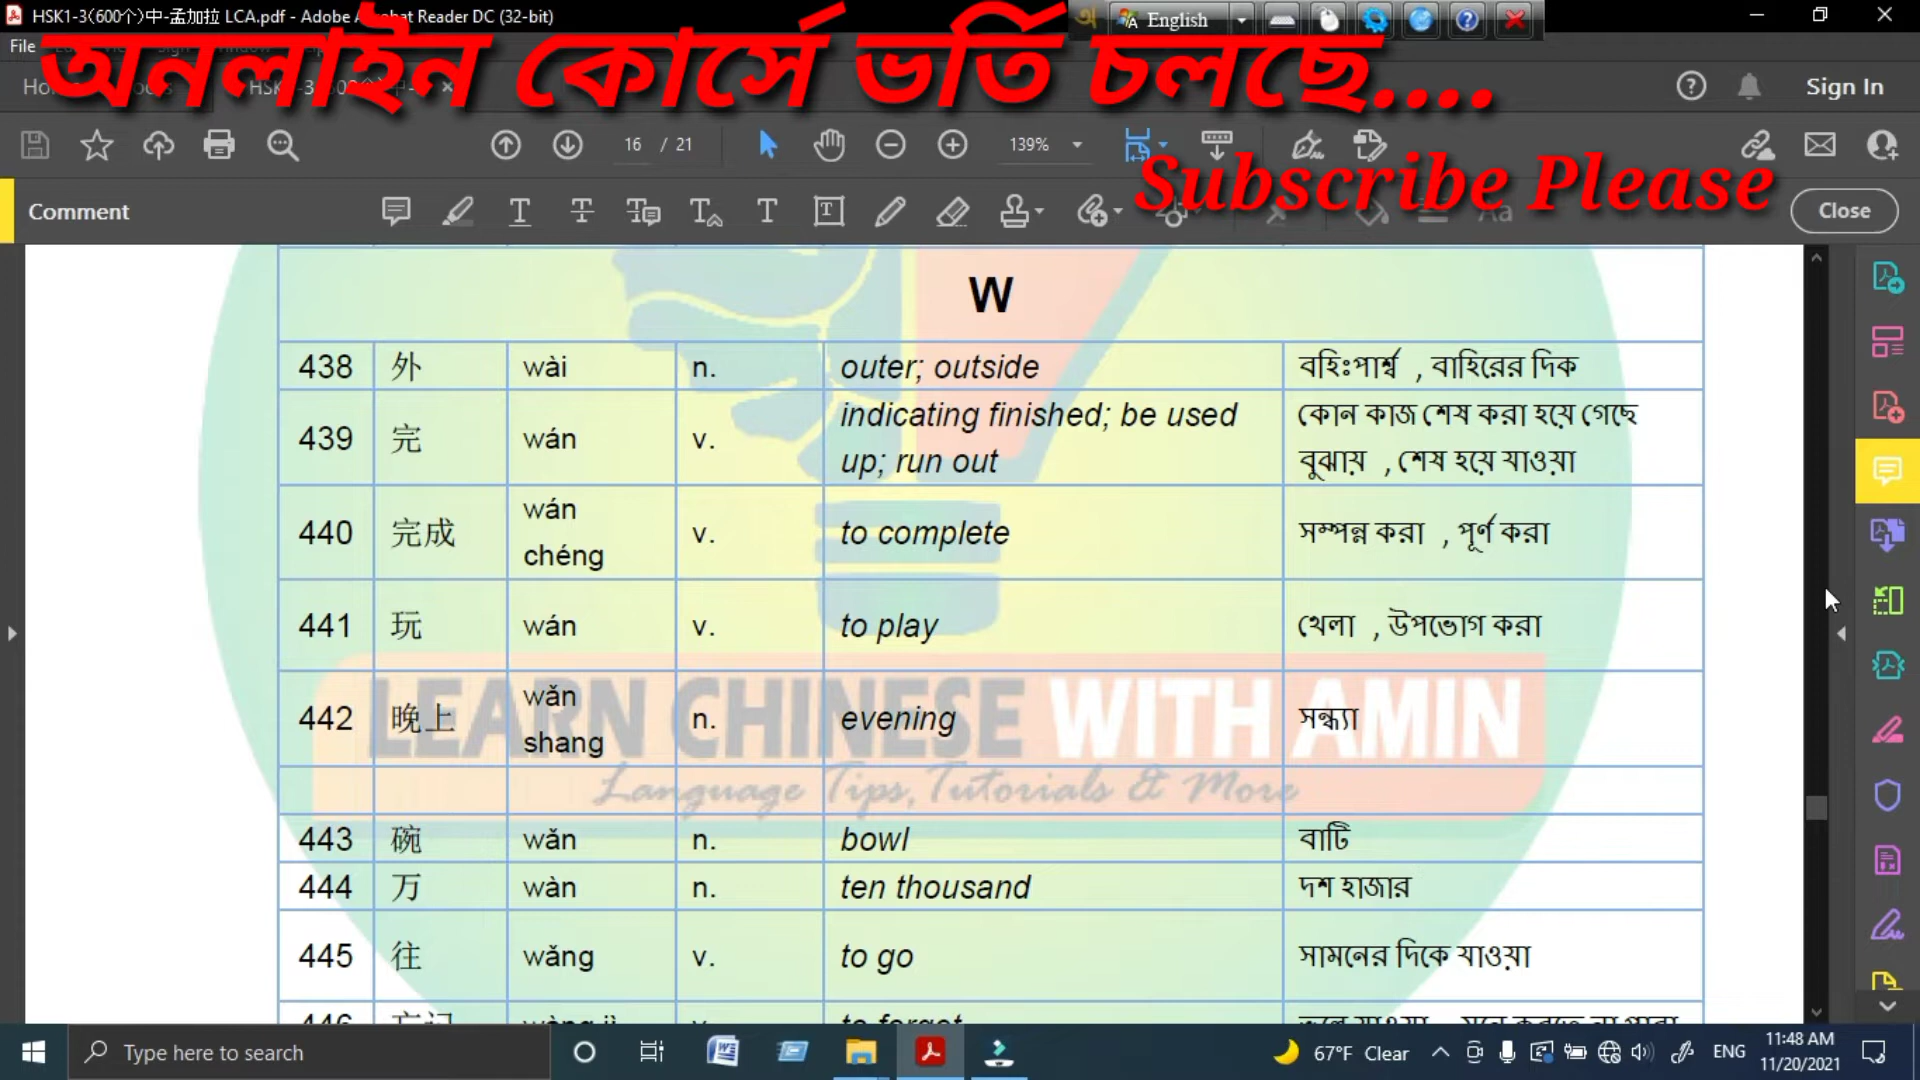 HSK1-3(600个)中-孟加拉 LCA.pdf - Adobe Acrobat Reader DC (32-bit)
English
File
অনলাইন কোর্সে ভর্তি চলছে....
Sign In
16 / 21
139%
Subscribe Please
Comment
Close
W
438 外 wài n. outer; outside বহিঃপার্শ্ব , বাহিরের দিক
439 完 wán v. indicating finished; be used up; run out কোন কাজ শেষ করা হয়ে গেছে বুঝায় , শেষ হয়ে যাওয়া
440 完成 wán chéng v. to complete সম্পন্ন করা , পূর্ণ করা
441 玩 wán v. to play খেলা , উপভোগ করা
442 晚上 wǎn shang n. evening সন্ধ্যা
LEARN CHINESE WITH AMIN
Language Tips, Tutorials & More
443 碗 wǎn n. bowl বাটি
444 万 wàn n. ten thousand দশ হাজার
445 往 wǎng v. to go সামনের দিকে যাওয়া
Type here to search
67°F Clear
ENG
11:48 AM
11/20/2021